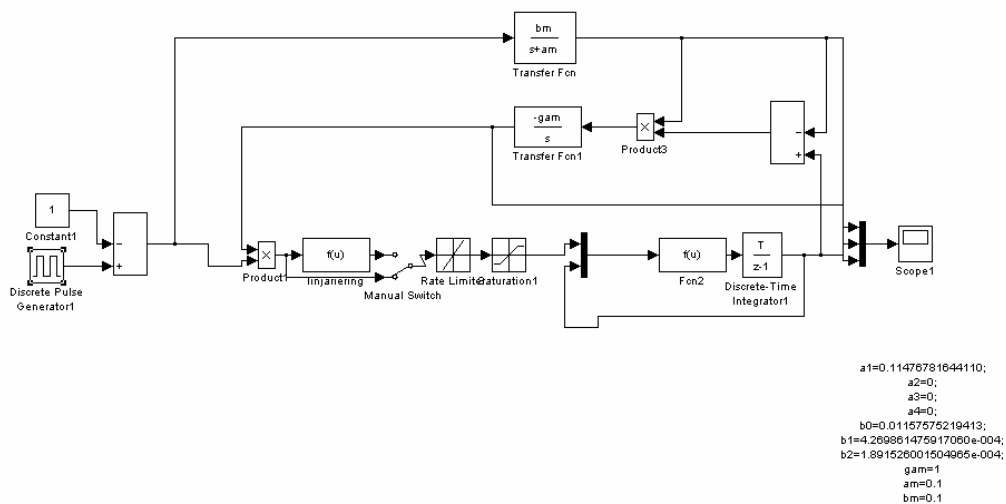 bm
s+am
Transfer Fcn
-gam
s
Transfer Fcn1
×
Product3
−
+
1
Constant1
−
+
Discrete Pulse
Generator1
×
Product1
f(u)
linjarering
Manual Switch
Rate Limiter
Saturation1
f(u)
Fcn2
T
z-1
Discrete-Time
Integrator1
Scope1
a1=0.11476781644110;
a2=0;
a3=0;
a4=0;
b0=0.01157575219413;
b1=4.269861475917060e-004;
b2=1.891526001504965e-004;
gam=1
am=0.1
bm=0.1